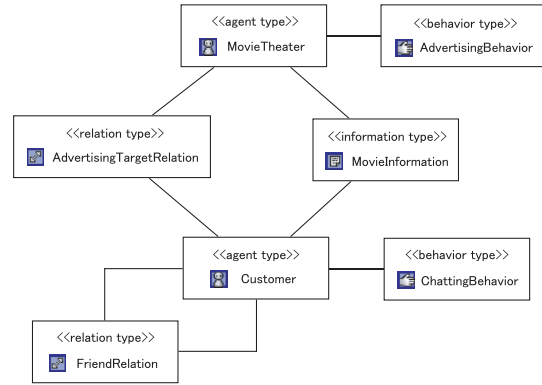 <<agent type>>
MovieTheater
<<behavior type>>
AdvertisingBehavior
<<relation type>>
AdvertisingTargetRelation
<<information type>>
MovieInformation
<<agent type>>
Customer
<<behavior type>>
ChattingBehavior
<<relation type>>
FriendRelation